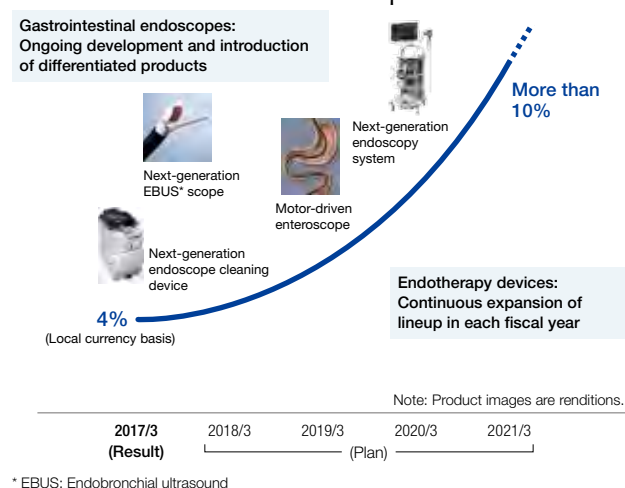 Gastrointestinal endoscopes:
Ongoing development and introduction
of differentiated products
More than
10%
Next-generation
endoscopy
system
Next-generation
EBUS* scope
Motor-driven
enteroscope
Next-generation
endoscope cleaning
device
Endotherapy devices:
Continuous expansion of
lineup in each fiscal year
4%
(Local currency basis)
Note: Product images are renditions.
2017/3 2018/3 2019/3 2020/3 2021/3
(Result) (Plan)
* EBUS: Endobronchial ultrasound